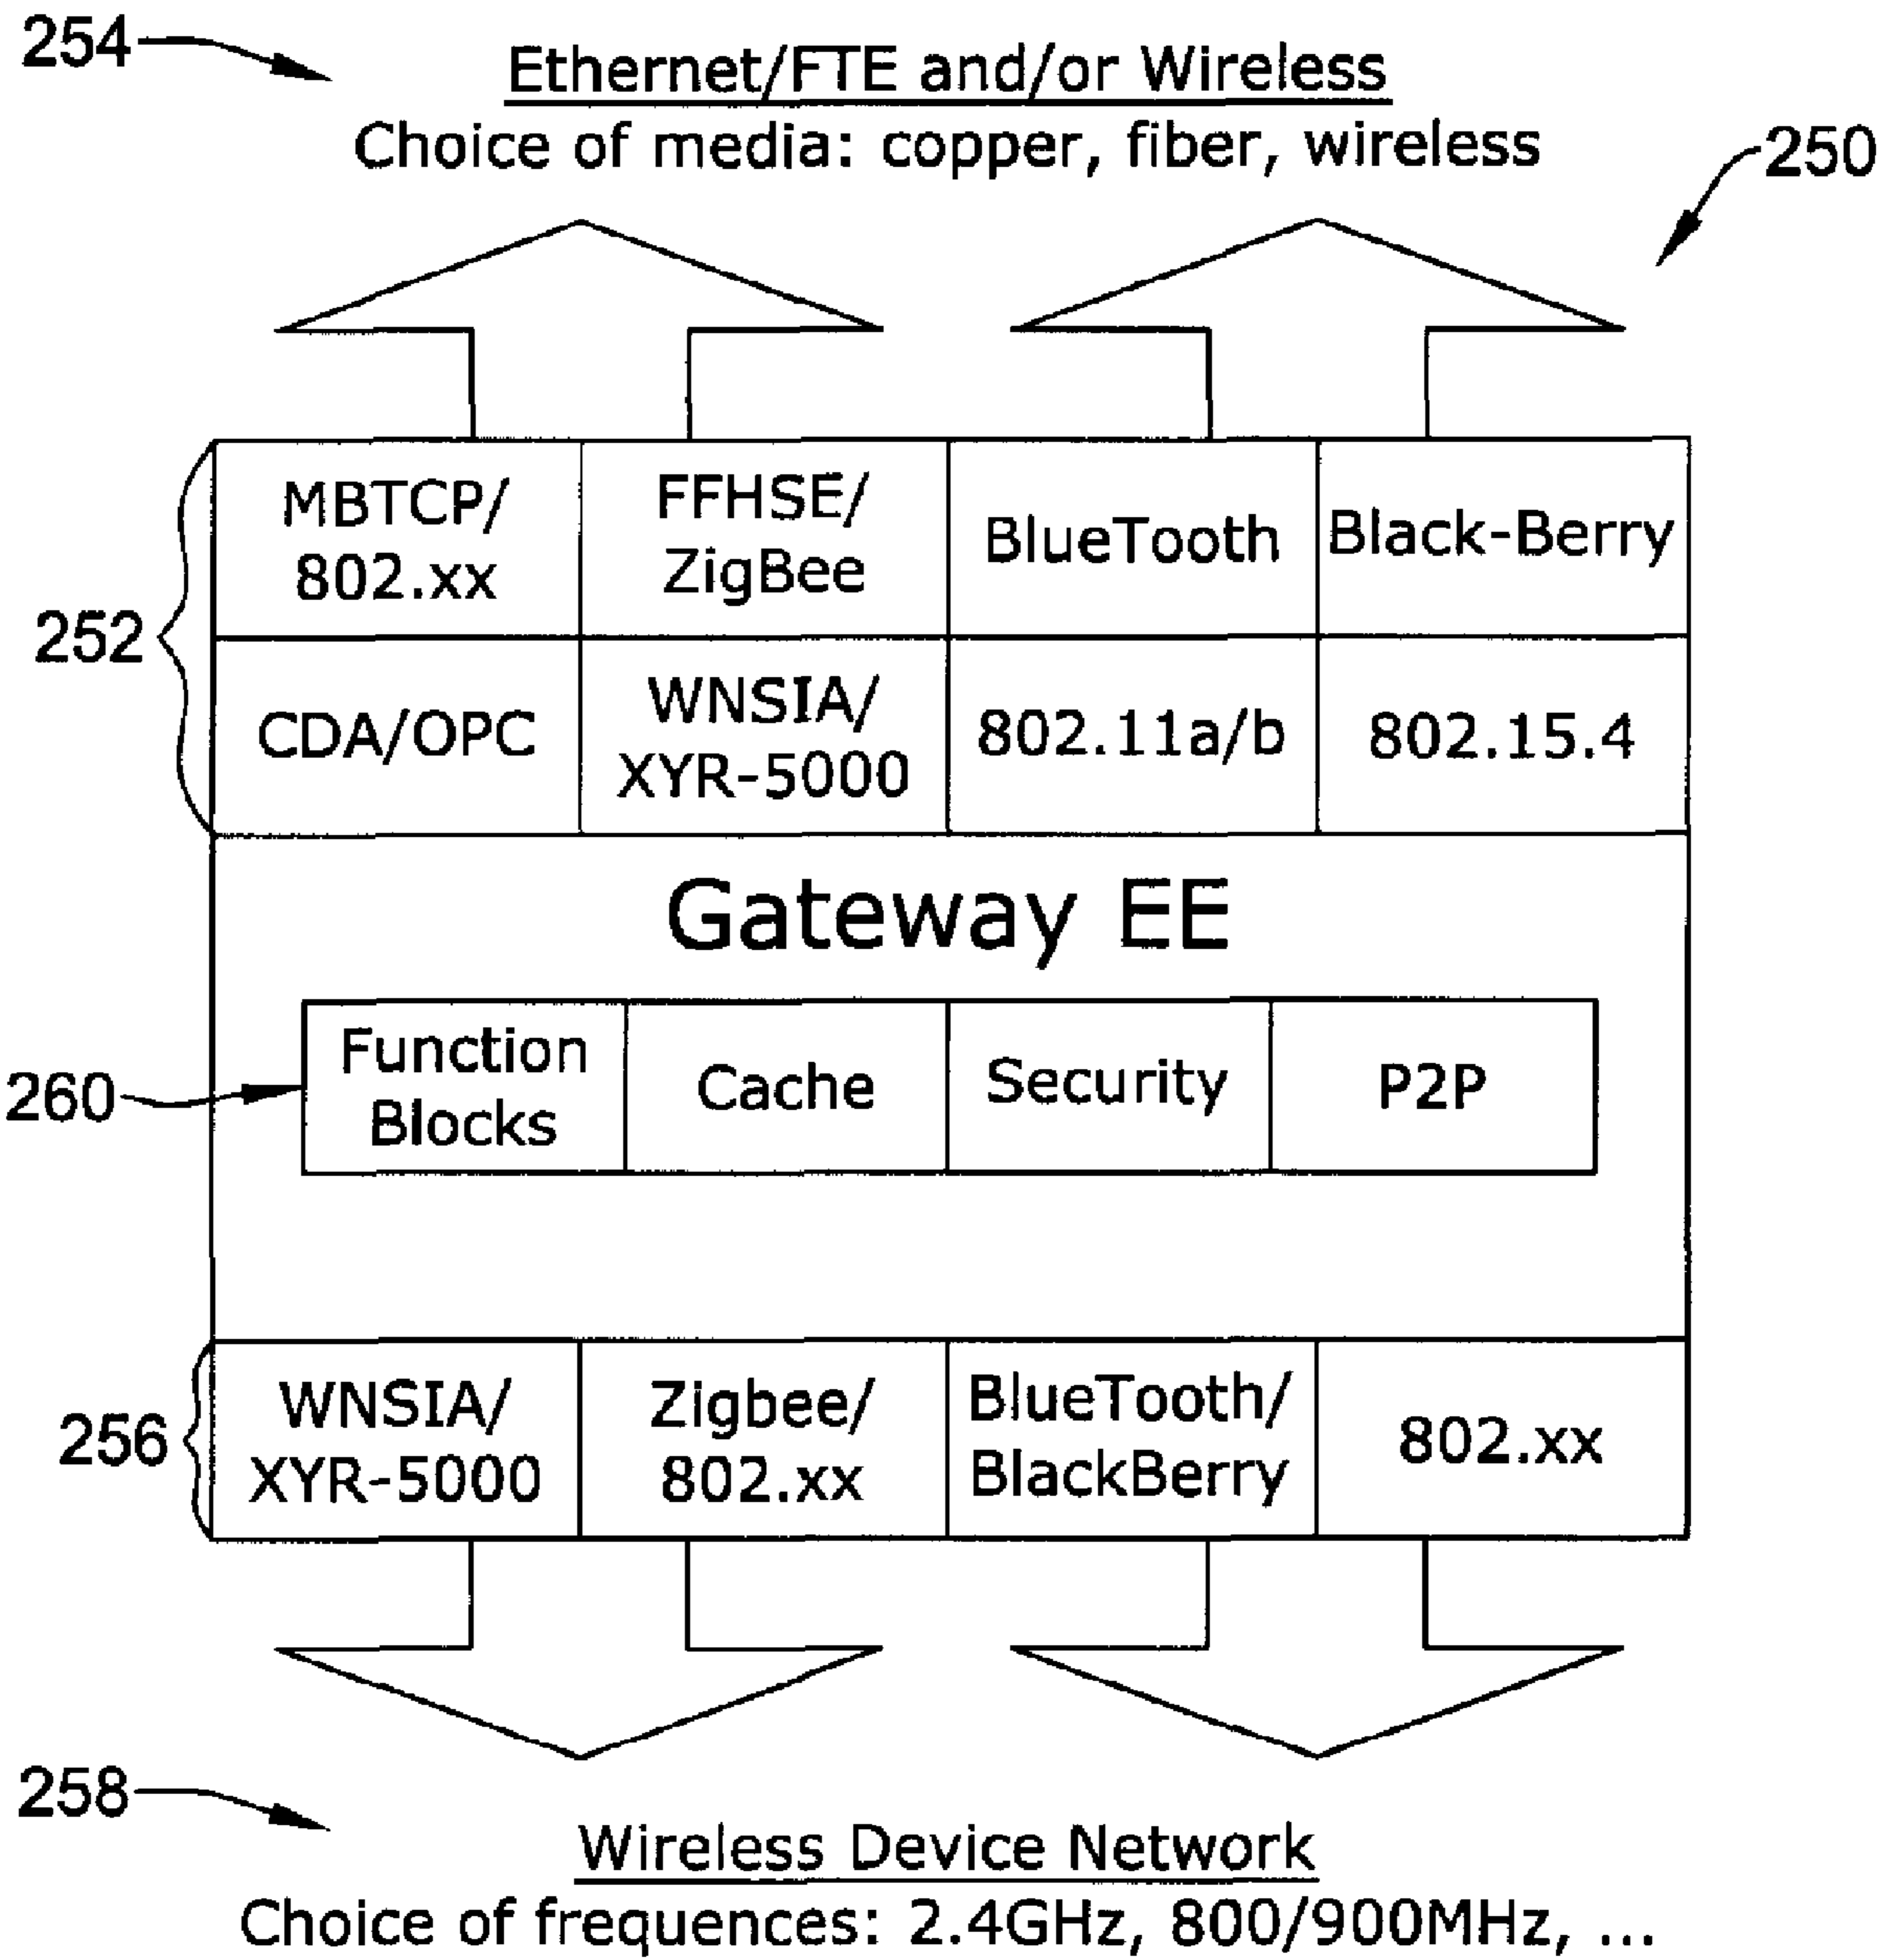 254
Ethernet/FTE and/or Wireless
Choice of media: copper, fiber, wireless
250
MBTCP/
802.xx
FFHSE/
ZigBee
BlueTooth
Black-Berry
252
CDA/OPC
WNSIA/
XYR-5000
802.11a/b
802.15.4
Gateway EE
260
Function
Blocks
Cache
Security
P2P
256
WNSIA/
XYR-5000
Zigbee/
802.xx
BlueTooth/
BlackBerry
802.xx
258
Wireless Device Network
Choice of frequences: 2.4GHz, 800/900MHz, ...